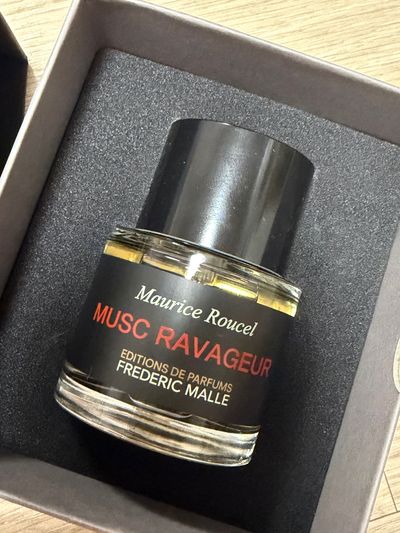 Maurice Roucel
MUSC RAVAGEUR
EDITIONS DE PARFUMS
FREDERIC MALLE